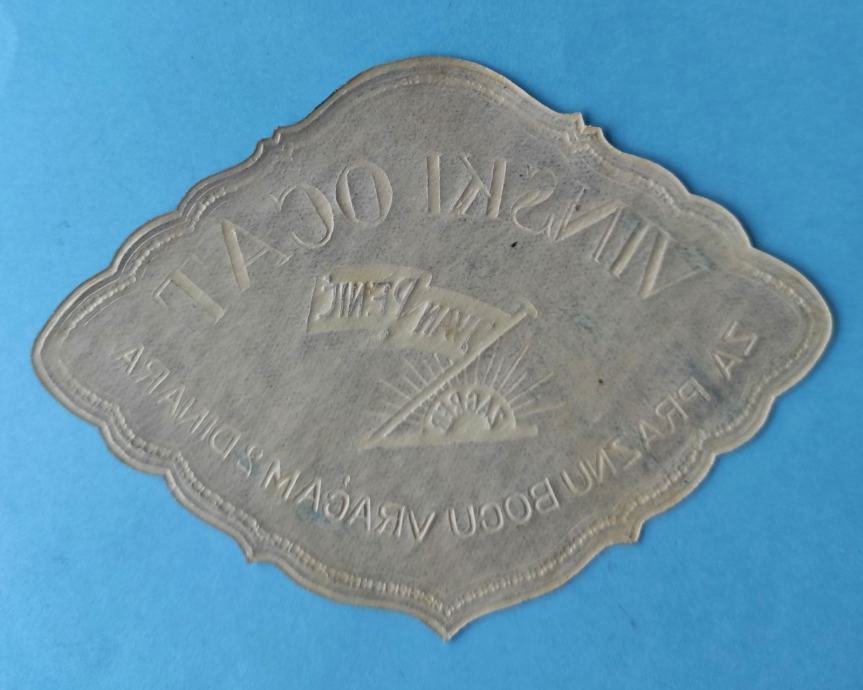 VINSKI OCAT
IVAN PENIĆ
ZAGREB
ZA PRAZNU BOCU VRAĆAM 2 DINARA